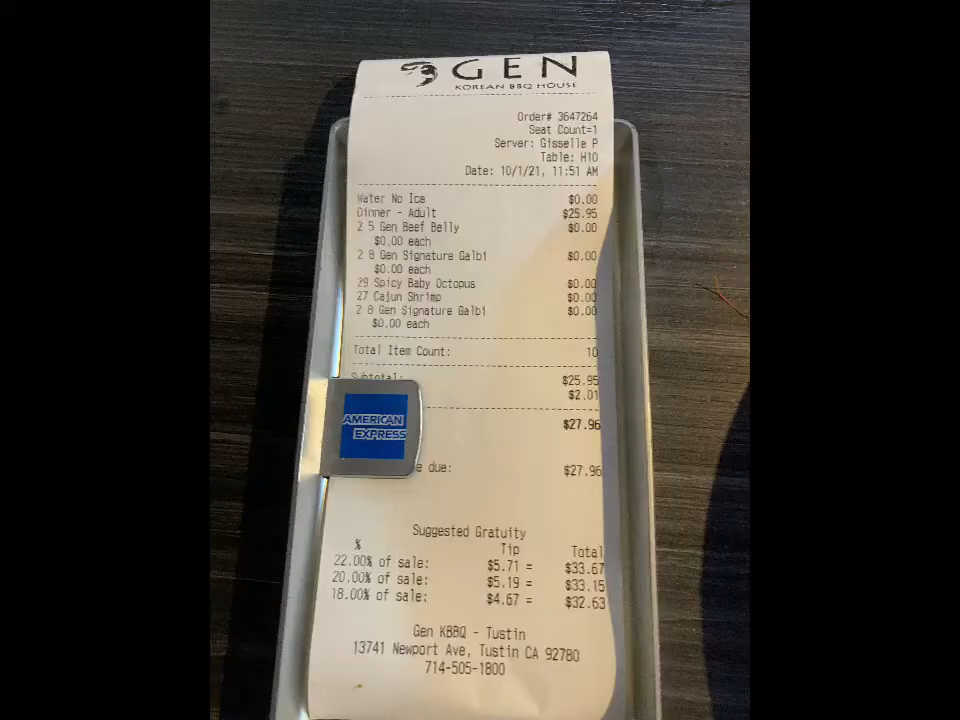 GEN
KOREAN BBQ HOUSE
Order# 3647264
Seat Count=1
Server: Gisselle P
Table: H10
Date: 10/1/21, 11:51 AM
Water No Ice $0.00
Dinner - Adult $25.95
2 5 Gen Beef Belly $0.00
$0.00 each
2 8 Gen Signature Galbi $0.00
$0.00 each
29 Spicy Baby Octopus $0.00
27 Cajun Shrimp $0.00
2 8 Gen Signature Galbi $0.00
$0.00 each
Total Item Count: 10
Subtotal: $25.95
$2.01
$27.96
AMERICAN
EXPRESS
due: $27.96
Suggested Gratuity
% Tip Total
22.00% of sale: $5.71 = $33.67
20.00% of sale: $5.19 = $33.15
18.00% of sale: $4.67 = $32.63
Gen KBBQ - Tustin
13741 Newport Ave, Tustin CA 92780
714-505-1800